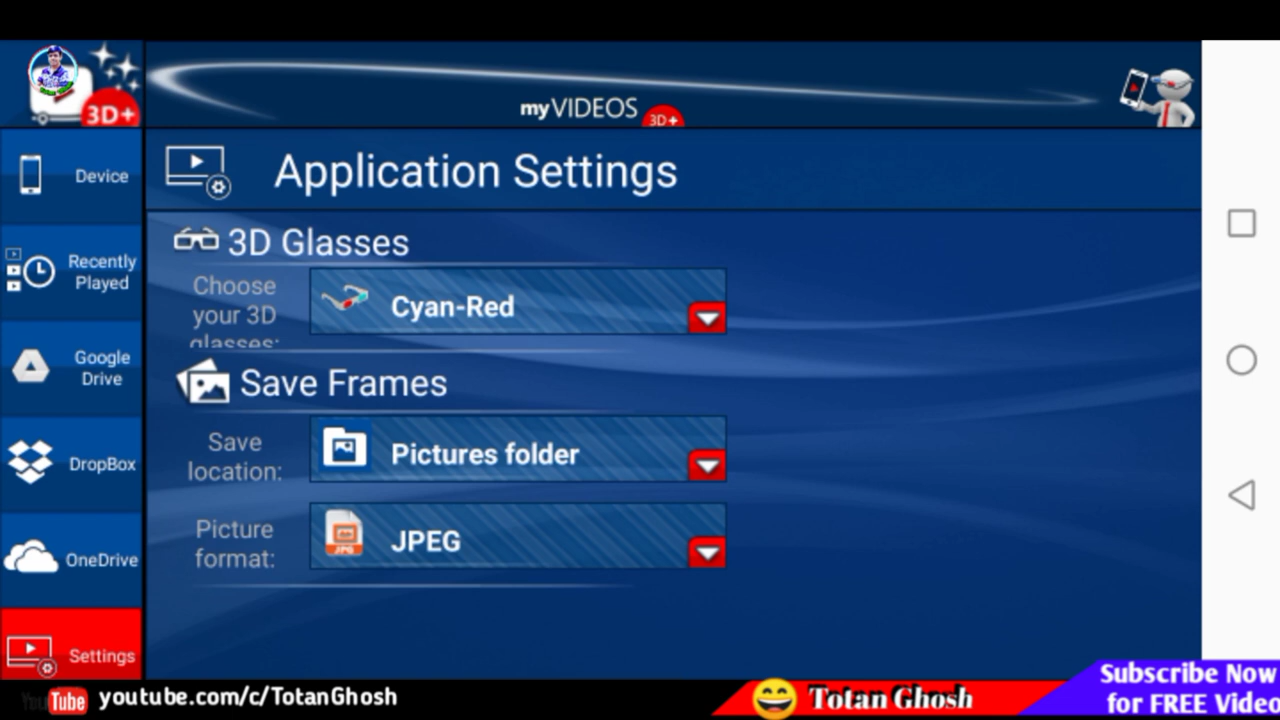 3D+
myVIDEOS
3D+
Device
Recently
Played
Google
Drive
DropBox
OneDrive
Settings
Application Settings
3D Glasses
Choose
your 3D
glasses:
Cyan-Red
Save Frames
Save
location:
Pictures folder
Picture
format:
JPG
JPEG
YouTube
youtube.com/c/TotanGhosh
Totan Ghosh
Subscribe Now
for FREE Video